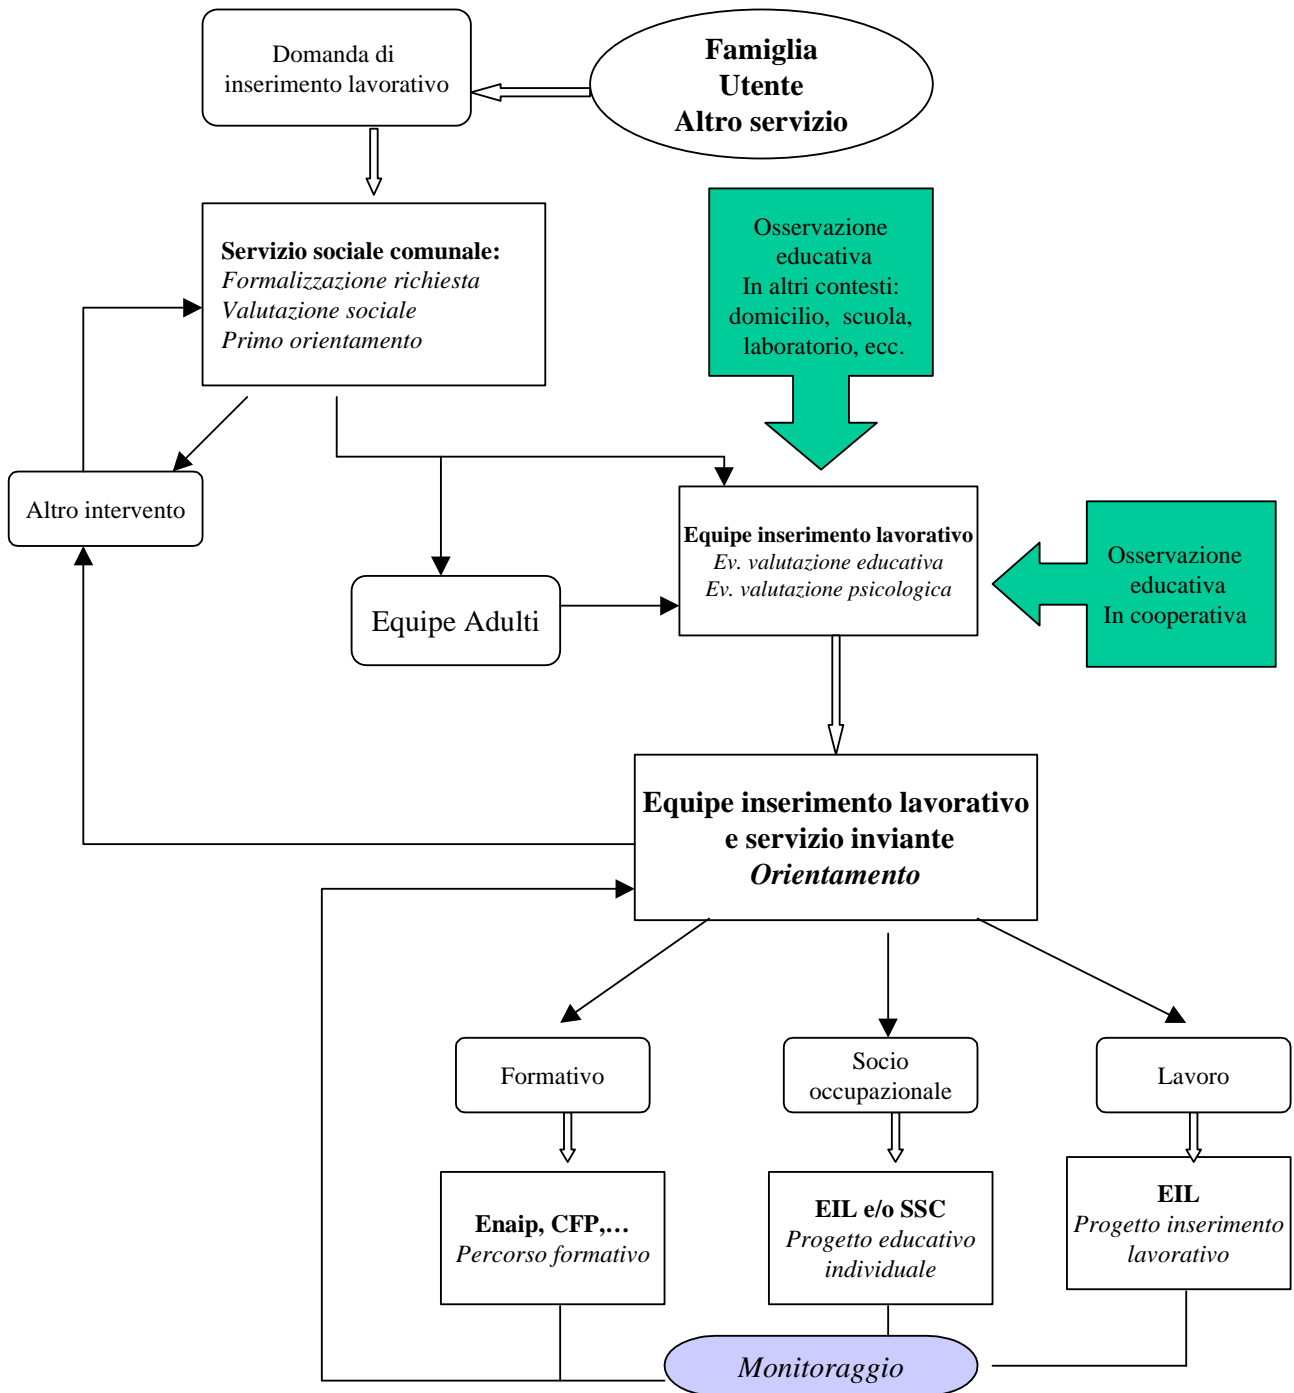 Domanda di
inserimento lavorativo
Famiglia
Utente
Altro servizio
Servizio sociale comunale:
Formalizzazione richiesta
Valutazione sociale
Primo orientamento
Osservazione
educativa
In altri contesti:
domicilio, scuola,
laboratorio, ecc.
Altro intervento
Equipe inserimento lavorativo
Ev. valutazione educativa
Ev. valutazione psicologica
Osservazione
educativa
In cooperativa
Equipe Adulti
Equipe inserimento lavorativo
e servizio inviante
Orientamento
Formativo
Socio
occupazionale
Lavoro
Enaip, CFP,…
Percorso formativo
EIL e/o SSC
Progetto educativo
individuale
EIL
Progetto inserimento
lavorativo
Monitoraggio